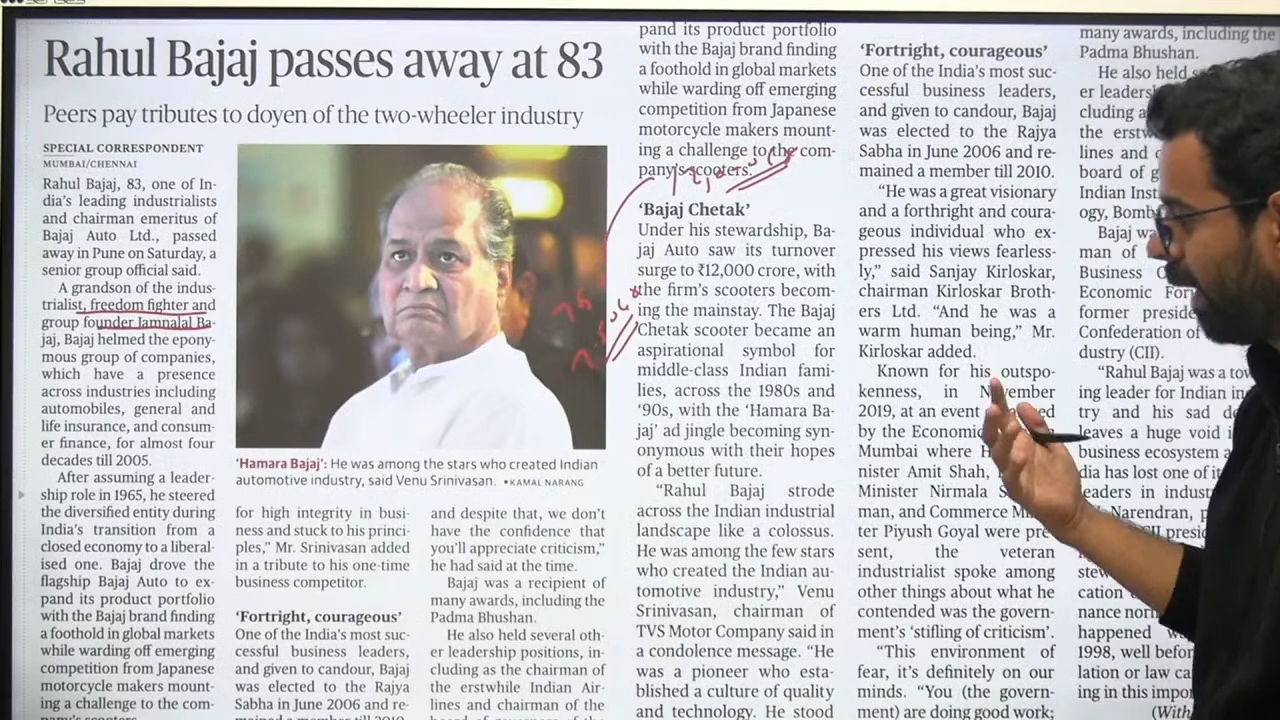 Rahul Bajaj passes away at 83
Peers pay tributes to doyen of the two-wheeler industry
SPECIAL CORRESPONDENT
MUMBAI/CHENNAI
Rahul Bajaj, 83, one of In-
dia's leading industrialists
and chairman emeritus of
Bajaj Auto Ltd., passed
away in Pune on Saturday, a
senior group official said.
A grandson of the indus-
trialist, freedom fighter and
group founder Jamnalal Ba-
jaj, Bajaj helmed the epony-
mous group of companies,
which have a presence
across industries including
automobiles, general and
life insurance, and consum-
er finance, for almost four
decades till 2005.
After assuming a leader-
ship role in 1965, he steered
the diversified entity during
India's transition from a
closed economy to a liberal-
ised one. Bajaj drove the
flagship Bajaj Auto to ex-
pand its product portfolio
with the Bajaj brand finding
a foothold in global markets
while warding off emerging
competition from Japanese
motorcycle makers mount-
ing a challenge to the com-
pany's scooters.
'Hamara Bajaj': He was among the stars who created Indian
automotive industry, said Venu Srinivasan. •KAMAL NARANG
for high integrity in busi-
ness and stuck to his princi-
ples," Mr. Srinivasan added
in a tribute to his one-time
business competitor.
'Fortright, courageous'
One of the India's most suc-
cessful business leaders,
and given to candour, Bajaj
was elected to the Rajya
Sabha in June 2006 and re-
mained a member till 2010.
and despite that, we don't
have the confidence that
you'll appreciate criticism,"
he had said at the time.
Bajaj was a recipient of
many awards, including the
Padma Bhushan.
He also held several oth-
er leadership positions, in-
cluding as the chairman of
the erstwhile Indian Air-
lines and chairman of the
board of governors of the
pand its product portfolio
with the Bajaj brand finding
a foothold in global markets
while warding off emerging
competition from Japanese
motorcycle makers mount-
ing a challenge to the com-
pany's scooters.
'Bajaj Chetak'
Under his stewardship, Ba-
jaj Auto saw its turnover
surge to ₹12,000 crore, with
the firm's scooters becom-
ing the mainstay. The Bajaj
Chetak scooter became an
aspirational symbol for
middle-class Indian fami-
lies, across the 1980s and
'90s, with the 'Hamara Ba-
jaj' ad jingle becoming syn-
onymous with their hopes
of a better future.
"Rahul Bajaj strode
across the Indian industrial
landscape like a colossus.
He was among the few stars
who created the Indian au-
tomotive industry," Venu
Srinivasan, chairman of
TVS Motor Company said in
a condolence message. "He
was a pioneer who esta-
blished a culture of quality
and technology. He stood
'Fortright, courageous'
One of the India's most suc-
cessful business leaders,
and given to candour, Bajaj
was elected to the Rajya
Sabha in June 2006 and re-
mained a member till 2010.
"He was a great visionary
and a forthright and coura-
geous individual who ex-
pressed his views fearless-
ly," said Sanjay Kirloskar,
chairman Kirloskar Broth-
ers Ltd. "And he was a
warm human being," Mr.
Kirloskar added.
Known for his outspo-
kenness, in November
2019, at an event
by the Economic
Mumbai where
nister Amit Shah,
Minister Nirmala
man, and Commerce
ter Piyush Goyal were pre-
sent, the veteran
industrialist spoke among
other things about what he
contended was the govern-
ment's 'stifling of criticism'.
"This environment of
fear, it's definitely on our
minds. "You (the govern-
ment) are doing good work;
many awards, including the
Padma Bhushan.
He also held
er leadersh
cluding a
the erstw
lines and
board of g
Indian Inst
ogy, Bomb
Bajaj wa
man of
Business
Economic For
former preside
Confederation of
dustry (CII).
"Rahul Bajaj was a tow
ing leader for Indian in
try and his sad de
leaves a huge void i
business ecosystem a
dia has lost one of it
leaders in indust
Narendran, p
presi
stew
cation
nance nor
happened
1998, well befor
lation or law ca
ing in this impor
(With